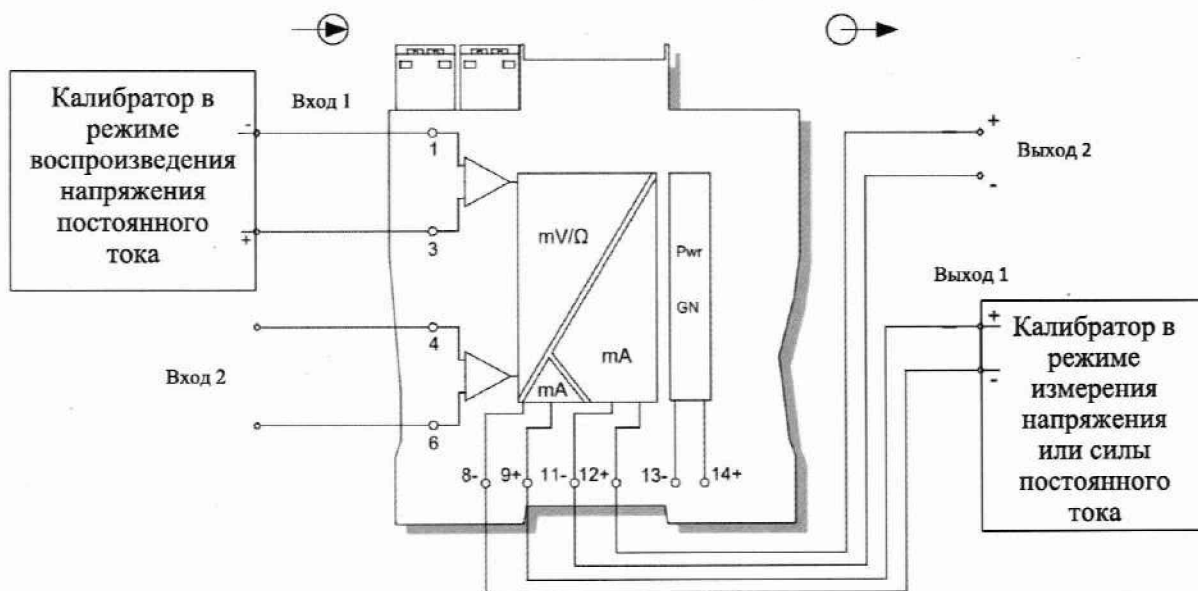 Калибратор в
режиме
воспроизведения
напряжения
постоянного
тока
-
+
Вход 1
1
3
Вход 2
4
6
mV/Ω
mA
mA
Pwr
GN
8-
9+
11-
12+
13-
14+
+
-
Выход 2
Выход 1
+
-
Калибратор в
режиме
измерения
напряжения
или силы
постоянного
тока